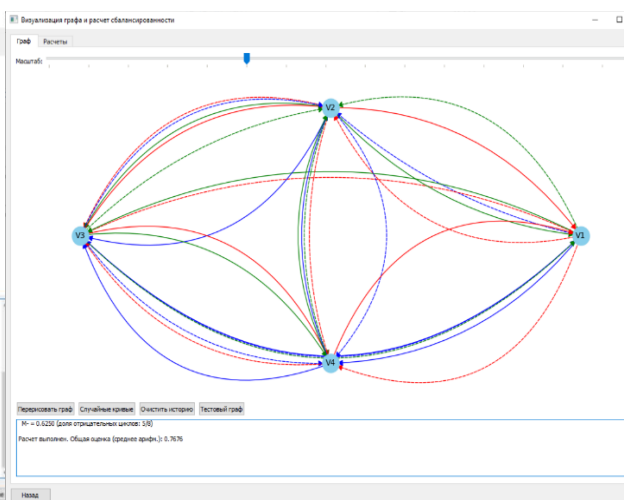 Визуализация графа и расчет сбалансированности
Граф Расчеты
Масштаб:
V2
V3
V1
V4
Перерисовать граф Случайные кривые Очистить историю Тестовый граф
M- = 0.6250 (доля отрицательных циклов: 5/8)
Расчет выполнен. Общая оценка (среднее арифм.): 0.7676
Назад